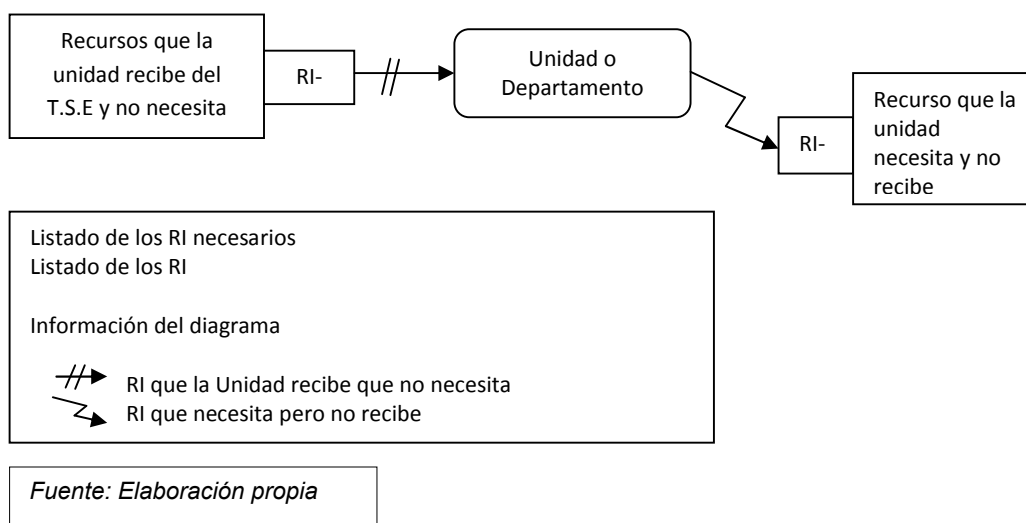 Recursos que la
unidad recibe del
T.S.E y no necesita
RI-
Unidad o
Departamento
RI-
Recurso que la
unidad
necesita y no
recibe
Listado de los RI necesarios
Listado de los RI
Información del diagrama
RI que la Unidad recibe que no necesita
RI que necesita pero no recibe
Fuente: Elaboración propia